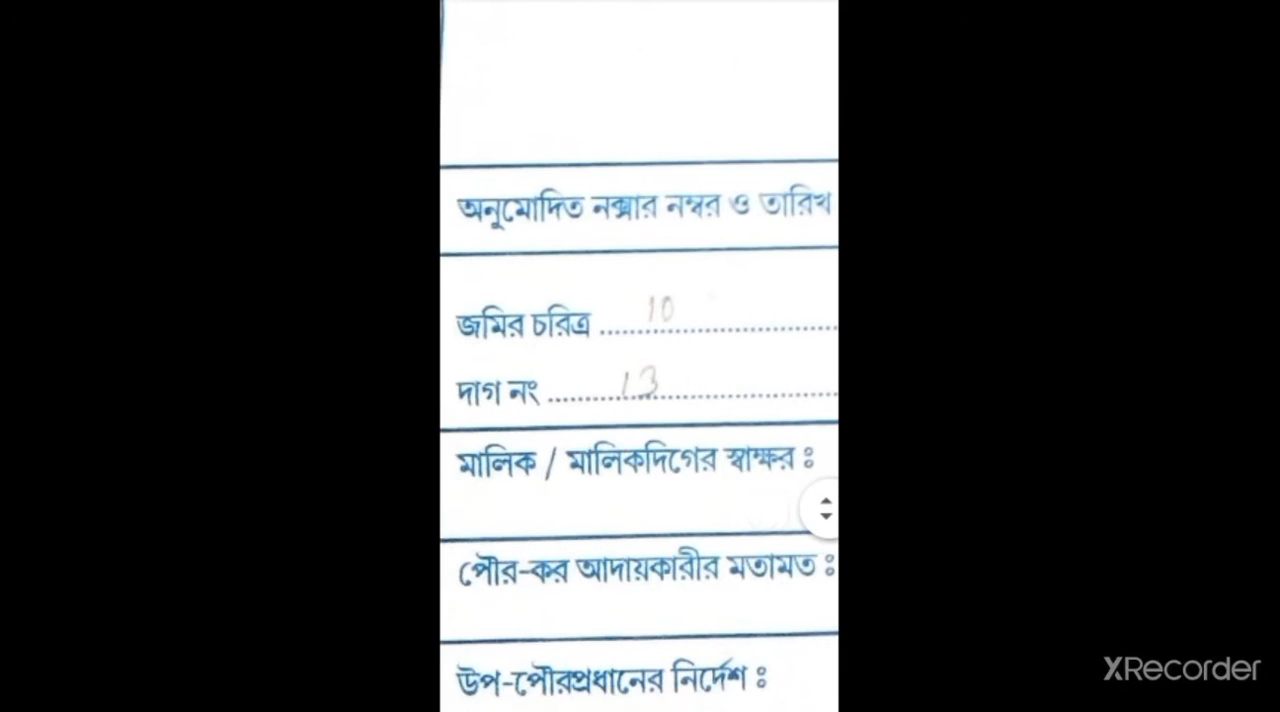 অনুমোদিত নক্সার নম্বর ও তারিখ
জমির চরিত্র ........ 10 ........
দাগ নং ........ 13 ........
মালিক / মালিকদিগের স্বাক্ষর ঃ
পৌর-কর আদায়কারীর মতামত ঃ
উপ-পৌরপ্রধানের নির্দেশ ঃ
XRecorder